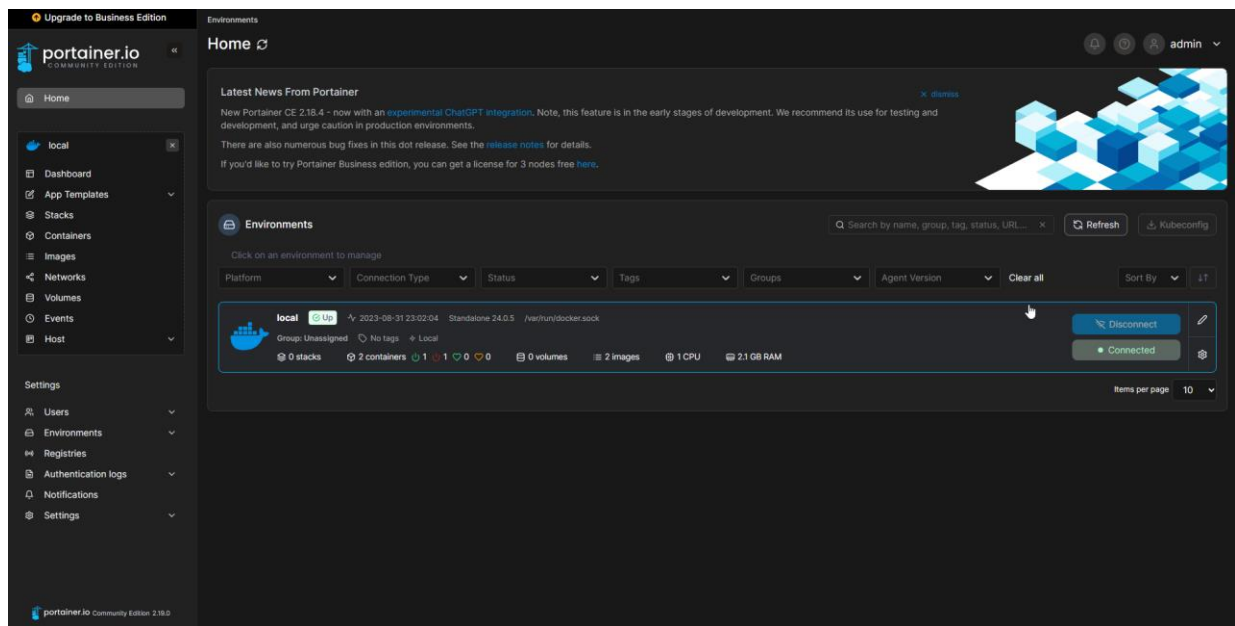 Upgrade to Business Edition
portainer.io
COMMUNITY EDITION
Home
local
Dashboard
App Templates
Stacks
Containers
Images
Networks
Volumes
Events
Host
Settings
Users
Environments
Registries
Authentication logs
Notifications
Settings
portainer.io Community Edition 2.19.0
Environments
Home
admin
Latest News From Portainer
dismiss
New Portainer CE 2.18.4 - now with an experimental ChatGPT integration. Note, this feature is in the early stages of development. We recommend its use for testing and
development, and urge caution in production environments.
There are also numerous bug fixes in this dot release. See the release notes for details.
If you'd like to try Portainer Business edition, you can get a license for 3 nodes free here.
Environments
Search by name, group, tag, status, URL...
Refresh
Kubeconfig
Click on an environment to manage
Platform Connection Type Status Tags Groups Agent Version Clear all Sort By
local Up 2023-08-31 23:02:04 Standalone 24.0.5 /var/run/docker.sock
Group: Unassigned No tags Local
0 stacks 2 containers 1 1 0 0 0 volumes 2 images 1 CPU 2.1 GB RAM
Disconnect
Connected
Items per page 10